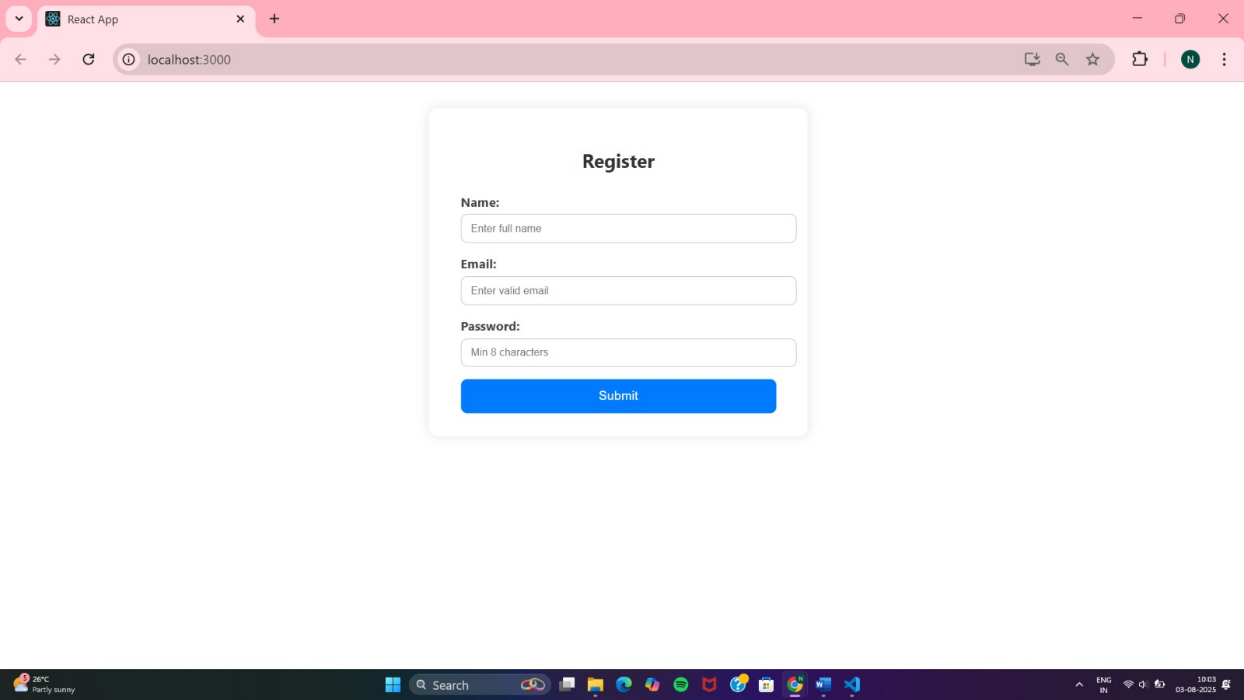 React App
localhost:3000
N
Register
Name:
Enter full name
Email:
Enter valid email
Password:
Min 8 characters
Submit
5
26°C
Partly sunny
Search
ENG
IN
10:03
03-08-2025